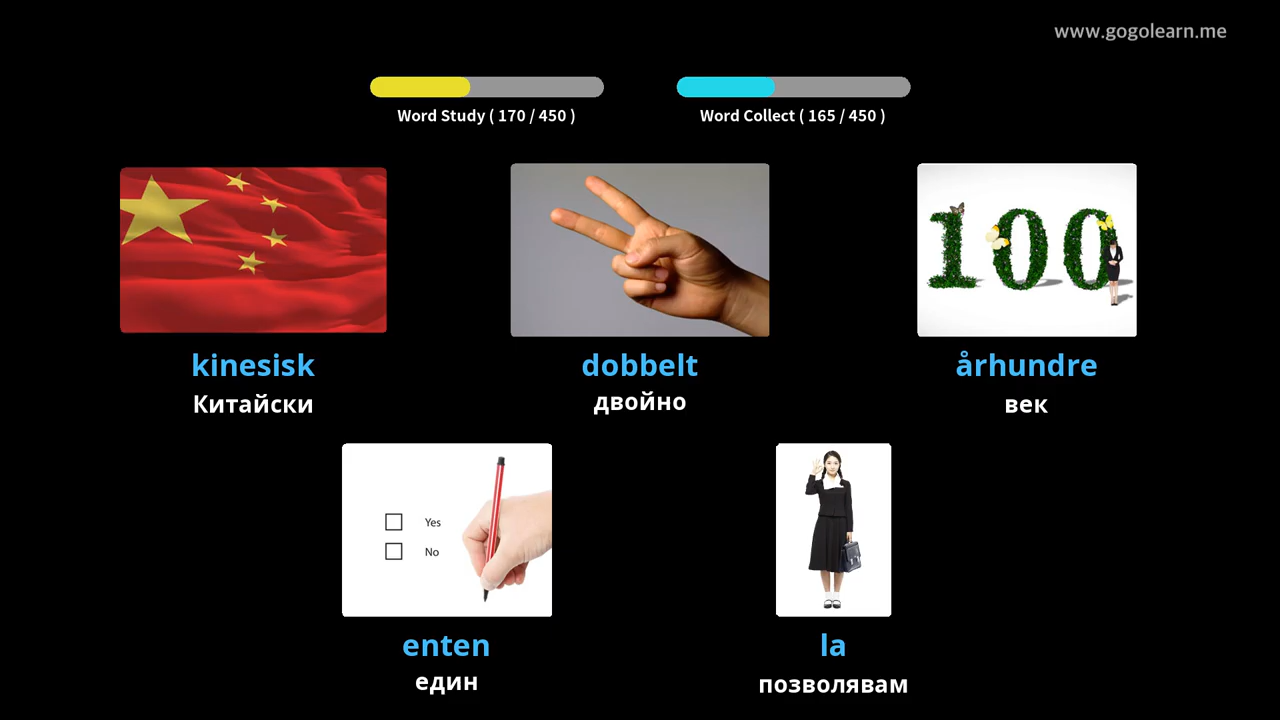 www.gogolearn.me
Word Study ( 170 / 450 )
Word Collect ( 165 / 450 )
100
kinesisk
Китайски
dobbelt
двойно
århundre
век
Yes
No
enten
един
la
позволявам